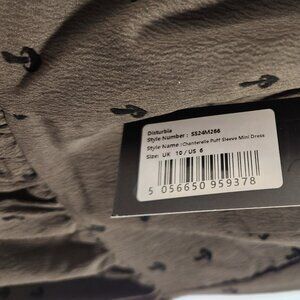 Disturbia
Style Number : SS24M266
Style Name :Chanterelle Puff Sleeve Mini Dress
Size: UK 10 / US 6
5 056650 959378